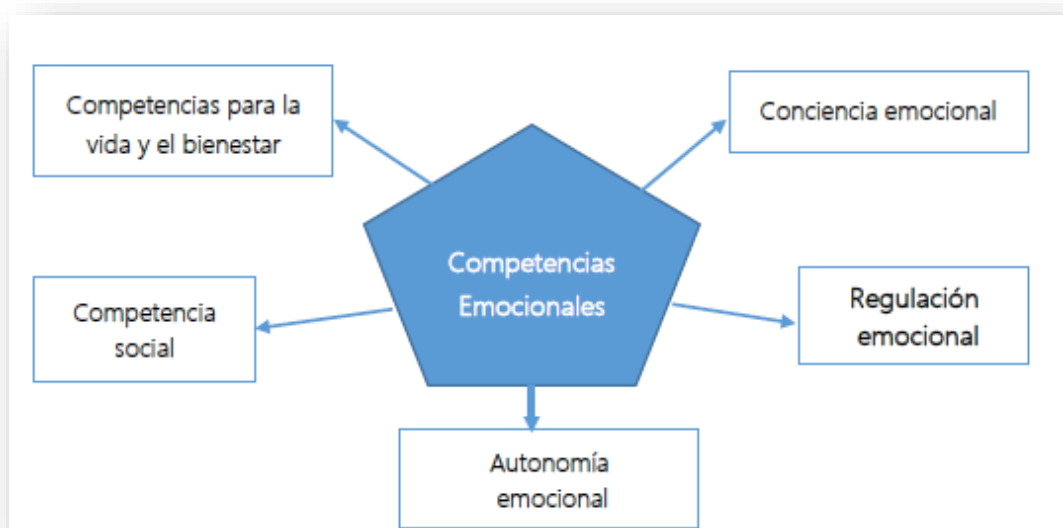 Competencias para la
vida y el bienestar
Conciencia emocional
Competencias
Emocionales
Competencia
social
Regulación
emocional
Autonomía
emocional